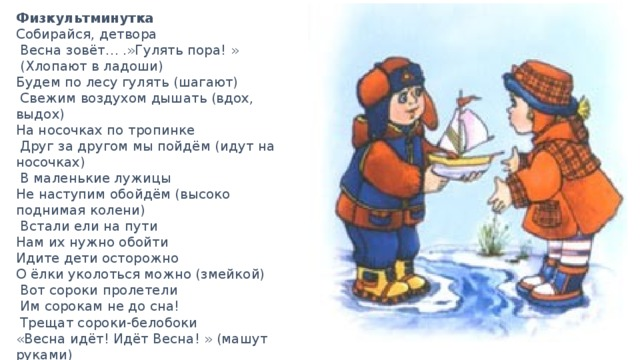 Физкультминутка
Собирайся, детвора
Весна зовёт… .»Гулять пора! »
(Хлопают в ладоши)
Будем по лесу гулять (шагают)
Свежим воздухом дышать (вдох,
выдох)
На носочках по тропинке
Друг за другом мы пойдём (идут на
носочках)
В маленькие лужицы
Не наступим обойдём (высоко
поднимая колени)
Встали ели на пути
Нам их нужно обойти
Идите дети осторожно
О ёлки уколоться можно (змейкой)
Вот сороки пролетели
Им сорокам не до сна!
Трещат сороки-белобоки
«Весна идёт! Идёт Весна! » (машут
руками)